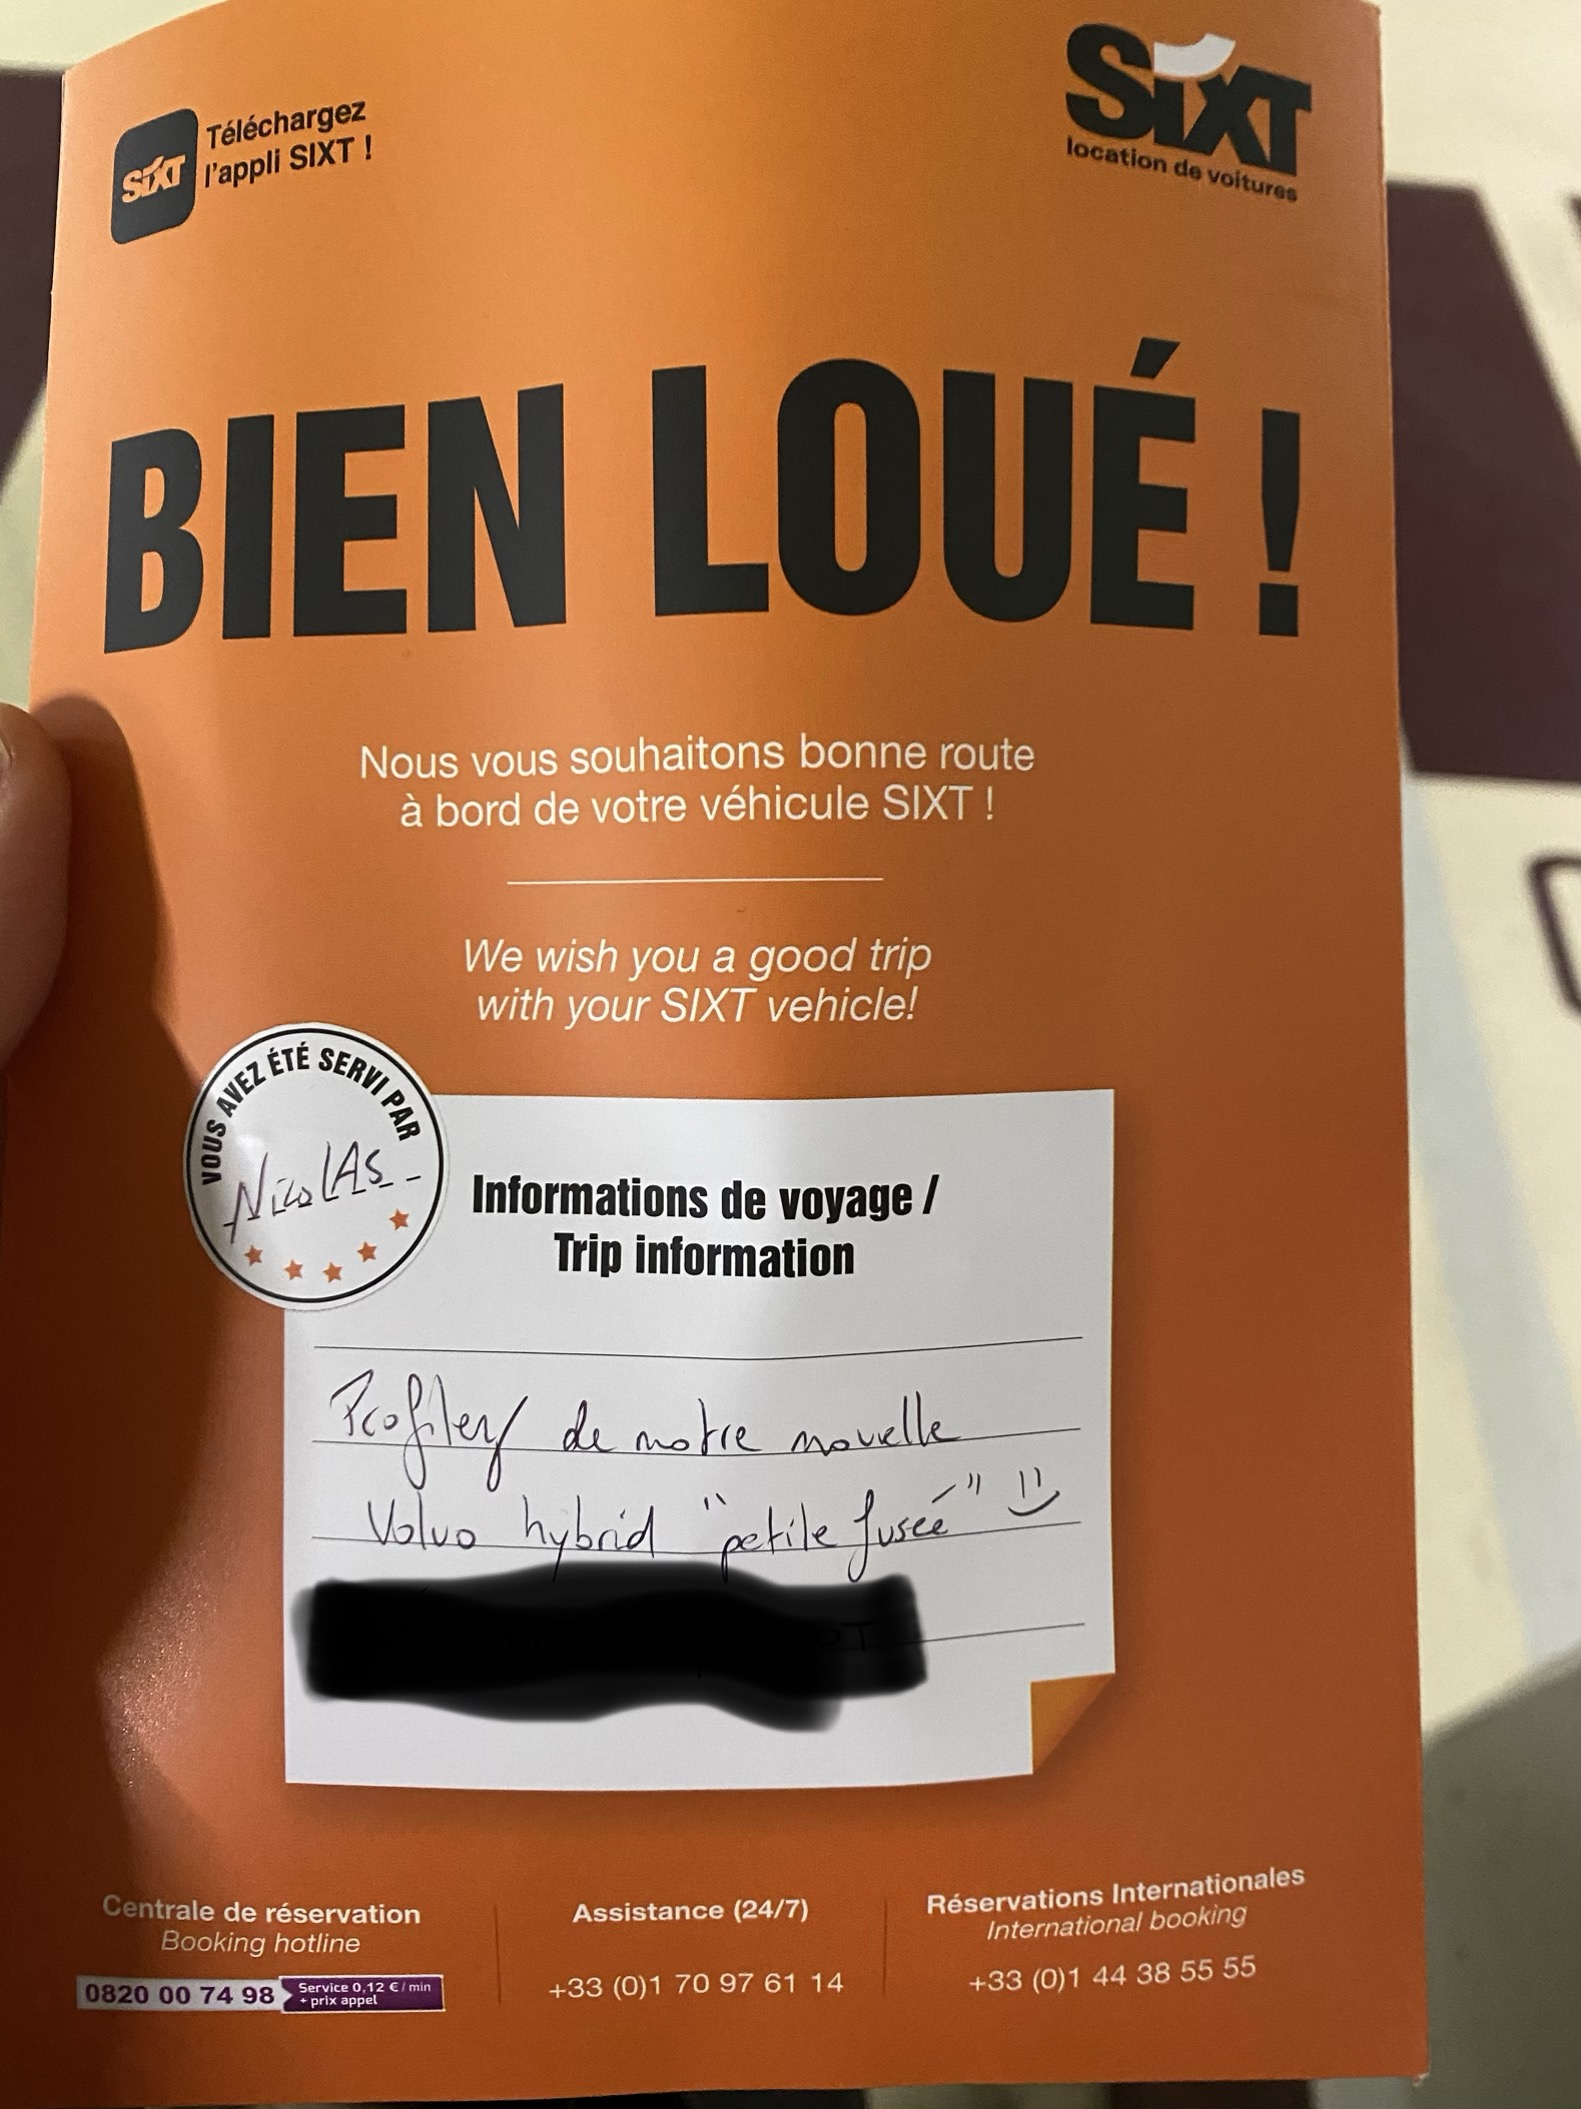 SIXT
Téléchargez
l'appli SIXT !
SIXT
location de voitures
BIEN LOUÉ !
Nous vous souhaitons bonne route
à bord de votre véhicule SIXT !
We wish you a good trip
with your SIXT vehicle!
VOUS AVEZ ÉTÉ SERVI PAR
NicolAs
Informations de voyage /
Trip information
Profitez de notre nouvelle
Volvo hybrid "petite fuseé"
Centrale de réservation
Booking hotline
0820 00 74 98
Service 0,12 € / min
+ prix appel
Assistance (24/7)
+33 (0)1 70 97 61 14
Réservations Internationales
International booking
+33 (0)1 44 38 55 55